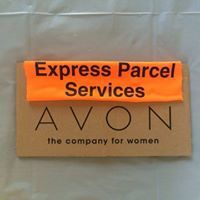 Express Parcel
Services
AVON
the company for women